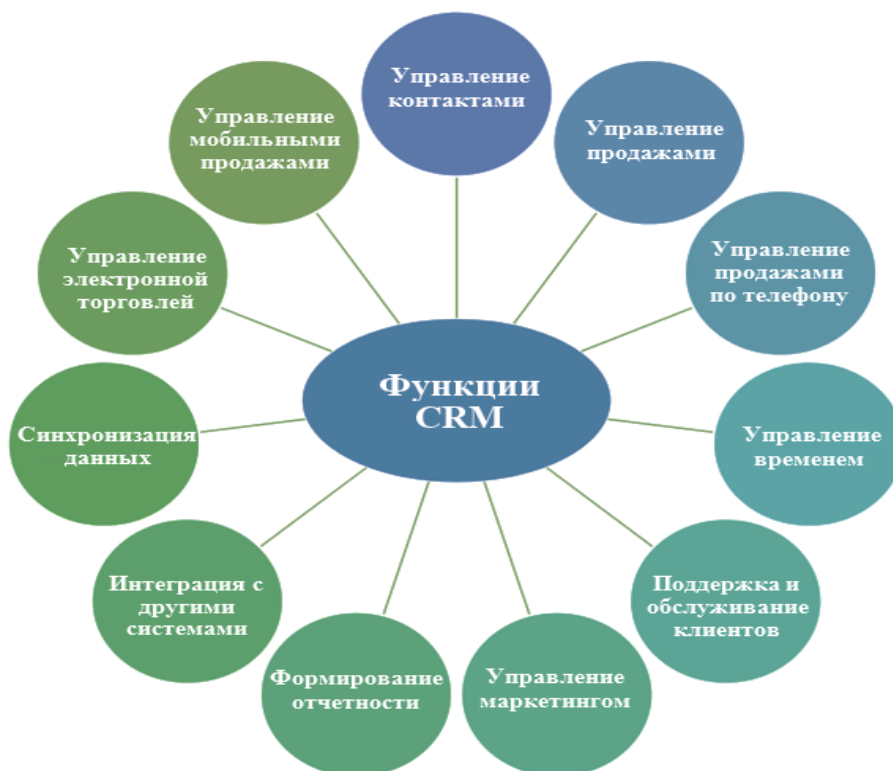 Функции
CRM
Управление
контактами
Управление
продажами
Управление
продажами
по телефону
Управление
временем
Поддержка и
обслуживание
клиентов
Управление
маркетингом
Формирование
отчетности
Интеграция с
другими
системами
Синхронизация
данных
Управление
электронной
торговлей
Управление
мобильными
продажами